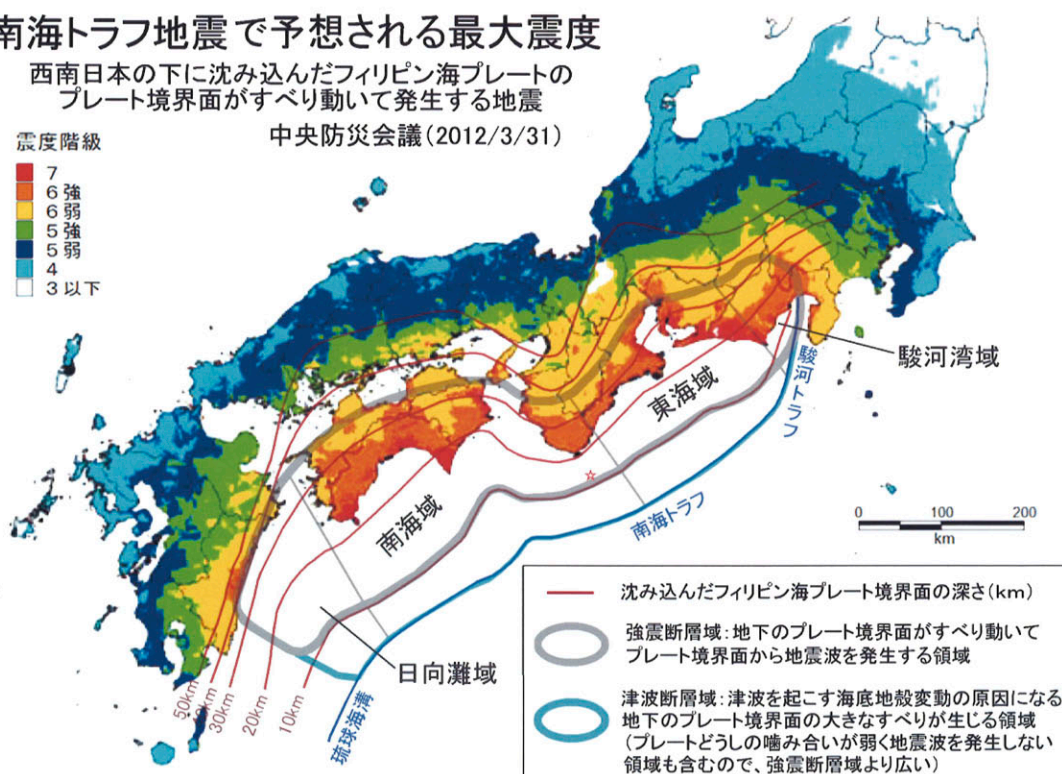 南海トラフ地震で予想される最大震度
西南日本の下に沈み込んだフィリピン海プレートの
プレート境界面がすべり動いて発生する地震
中央防災会議(2012/3/31)
震度階級
7
6強
6弱
5強
5弱
4
3以下
駿河湾域
駿河トラフ
東海域
南海トラフ
南海域
日向灘域
琉球海溝
50km
30km
20km
10km
0 100 200
km
沈み込んだフィリピン海プレート境界面の深さ(km)
強震断層域:地下のプレート境界面がすべり動いて
プレート境界面から地震波を発生する領域
津波断層域:津波を起こす海底地殻変動の原因になる
地下のプレート境界面の大きなすべりが生じる領域
(プレートどうしの噛み合いが弱く地震波を発生しない
領域も含むので、強震断層域より広い)